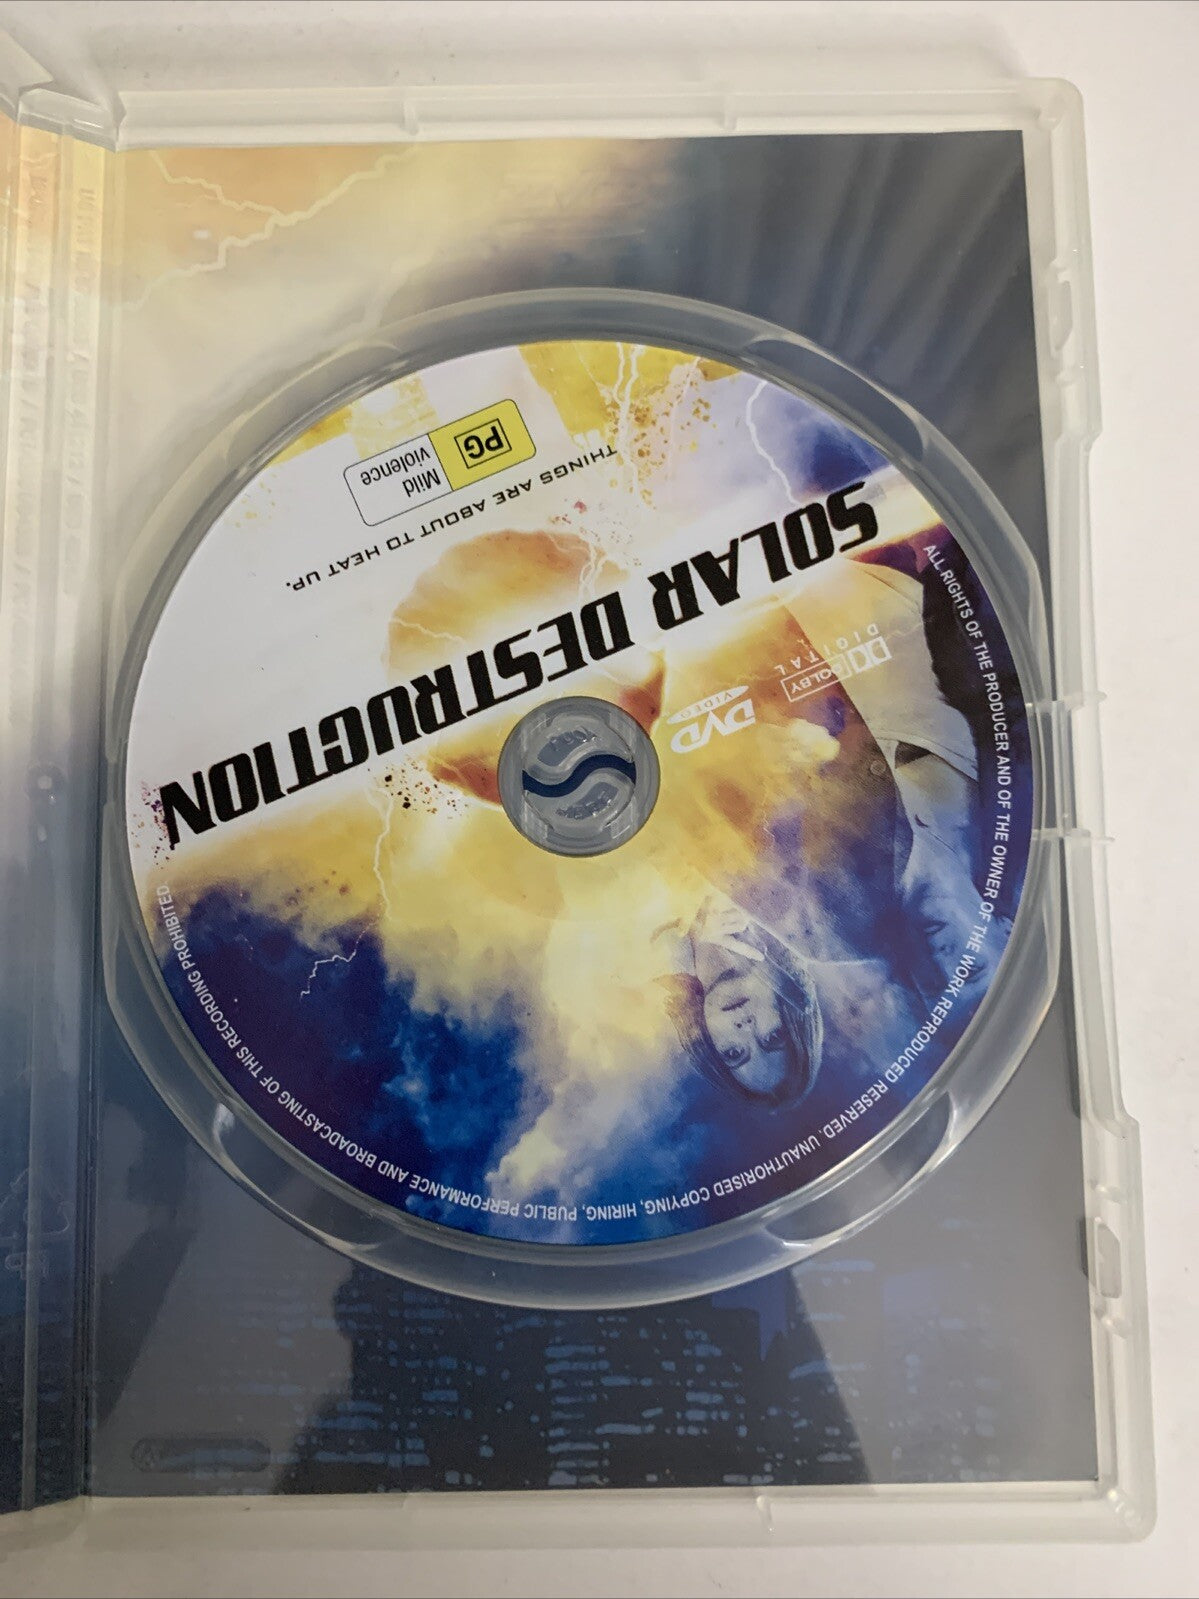 SOLAR DESTRUCTION
THINGS ARE ABOUT TO HEAT UP.
PG
Mild
violence
DVD
VIDEO
DOLBY
DIGITAL
ALL RIGHTS OF THE PRODUCER AND OF THE OWNER OF THE WORK REPRODUCED RESERVED. UNAUTHORISED COPYING, HIRING, PUBLIC PERFORMANCE AND BROADCASTING OF THIS RECORDING PROHIBITED.